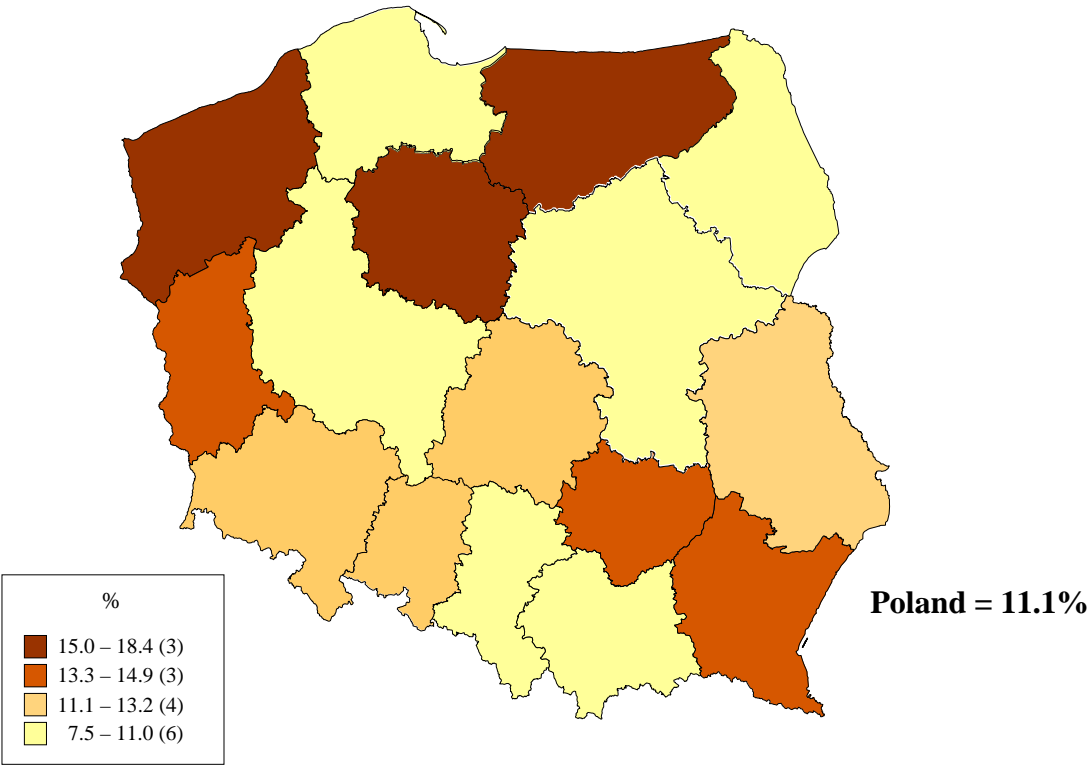 %
15.0 – 18.4 (3)
13.3 – 14.9 (3)
11.1 – 13.2 (4)
7.5 – 11.0 (6)
Poland = 11.1%